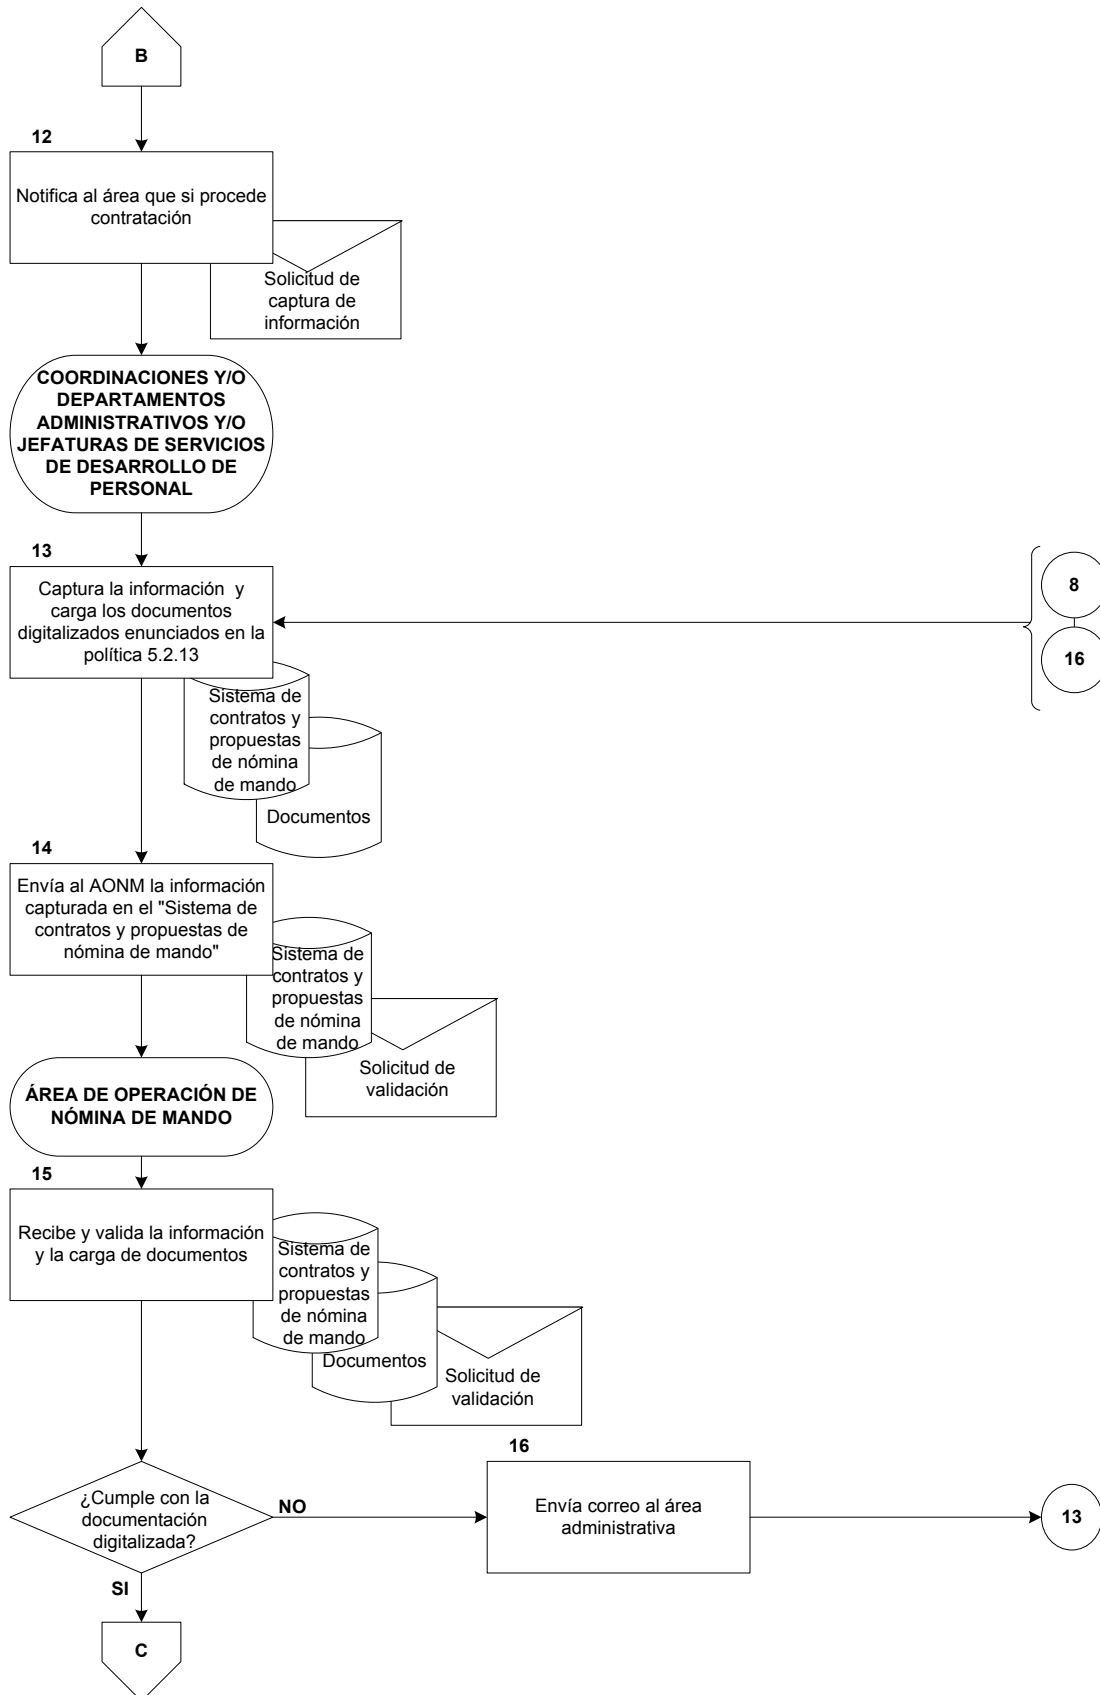 B
12
Notifica al área que si procede
contratación
Solicitud de
captura de
información
COORDINACIONES Y/O
DEPARTAMENTOS
ADMINISTRATIVOS Y/O
JEFATURAS DE SERVICIOS
DE DESARROLLO DE
PERSONAL
13
Captura la información y
carga los documentos
digitalizados enunciados en la
política 5.2.13
8
16
Sistema de
contratos y
propuestas
de nómina
de mando
Documentos
14
Envía al AONM la información
capturada en el "Sistema de
contratos y propuestas de
nómina de mando"
Sistema de
contratos y
propuestas
de nómina
de mando
Solicitud de
validación
ÁREA DE OPERACIÓN DE
NÓMINA DE MANDO
15
Recibe y valida la información
y la carga de documentos
Sistema de
contratos y
propuestas
de nómina
de mando
Documentos
Solicitud de
validación
¿Cumple con la
documentación
digitalizada?
NO
16
Envía correo al área
administrativa
13
SI
C